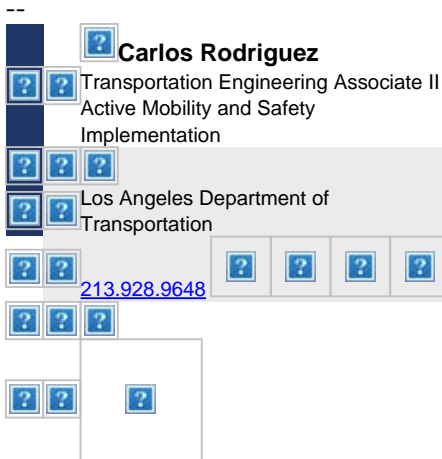 --
Carlos Rodriguez
Transportation Engineering Associate II
Active Mobility and Safety
Implementation
Los Angeles Department of
Transportation
213.928.9648